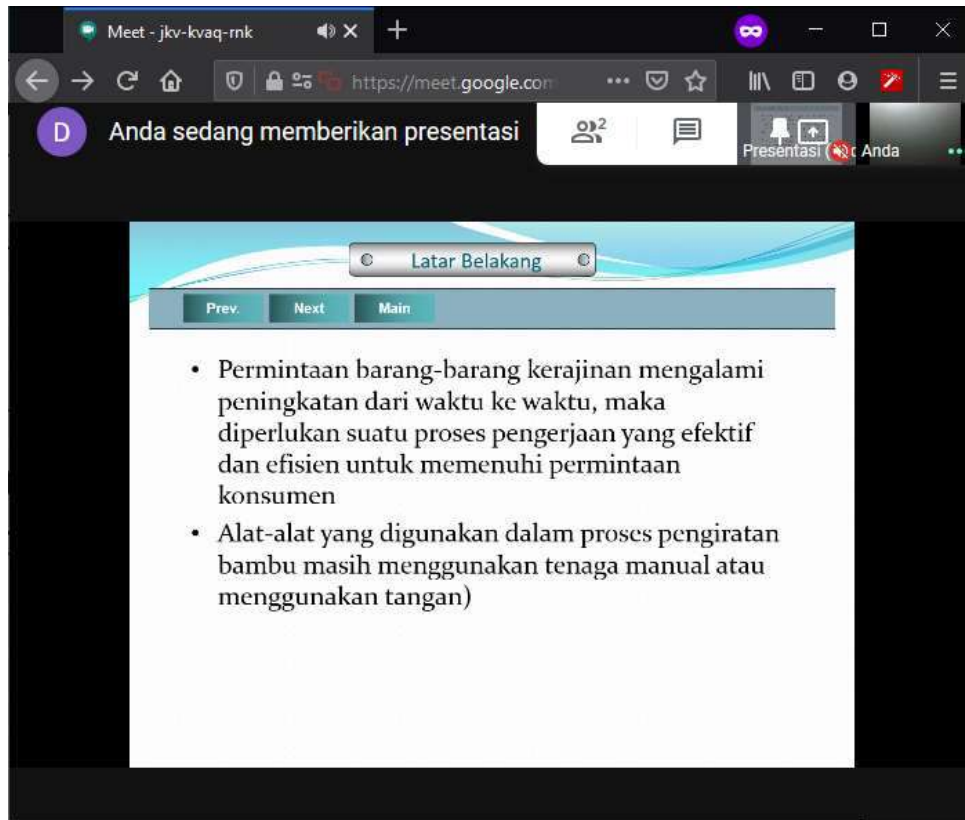 Meet - jkv-kvaq-rnk
https://meet.google.com
D
Anda sedang memberikan presentasi
2
Presentasi (
Anda
Latar Belakang
Prev.
Next
Main
• Permintaan barang-barang kerajinan mengalami
peningkatan dari waktu ke waktu, maka
diperlukan suatu proses pengerjaan yang efektif
dan efisien untuk memenuhi permintaan
konsumen
• Alat-alat yang digunakan dalam proses pengiratan
bambu masih menggunakan tenaga manual atau
menggunakan tangan)